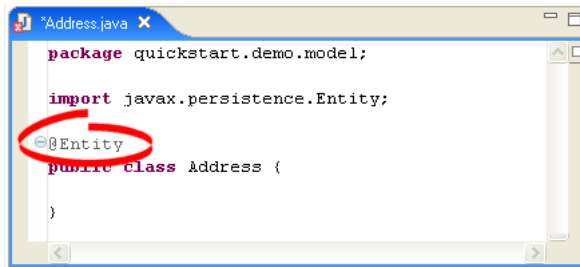 *Address.java
package quickstart.demo.model;
import javax.persistence.Entity;
@Entity
public class Address {
}